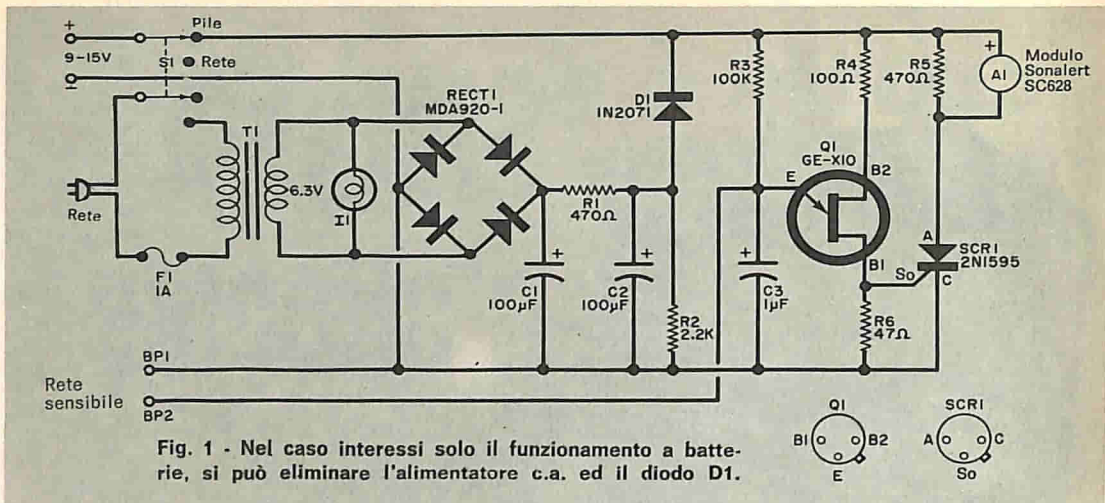 +
9-15V
-
Pile
S1
Rete
Rete
F1
1A
T1
6.3V
I1
RECT1
MDA920-1
C1
100µF
R1
470Ω
C2
100µF
D1
1N2071
R2
2.2K
R3
100K
C3
1µF
R4
100Ω
Q1
GE-X10
E
B2
B1
R5
470Ω
+
A1
Modulo
Sonalert
SC628
A
SCR1
2N1595
So
C
R6
47Ω
+
+
+
BP1
Rete
sensibile
BP2
Q1
B1
B2
E
SCR1
A
C
So
Fig. 1 - Nel caso interessi solo il funzionamento a batte-
rie, si può eliminare l'alimentatore c.a. ed il diodo D1.